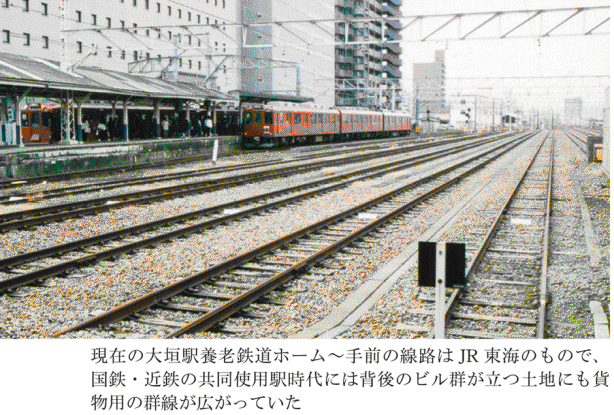 現在の大垣駅養老鉄道ホーム〜手前の線路は JR 東海のもので、
国鉄・近鉄の共同使用駅時代には背後のビル群が立つ土地にも貨
物用の群線が広がっていた